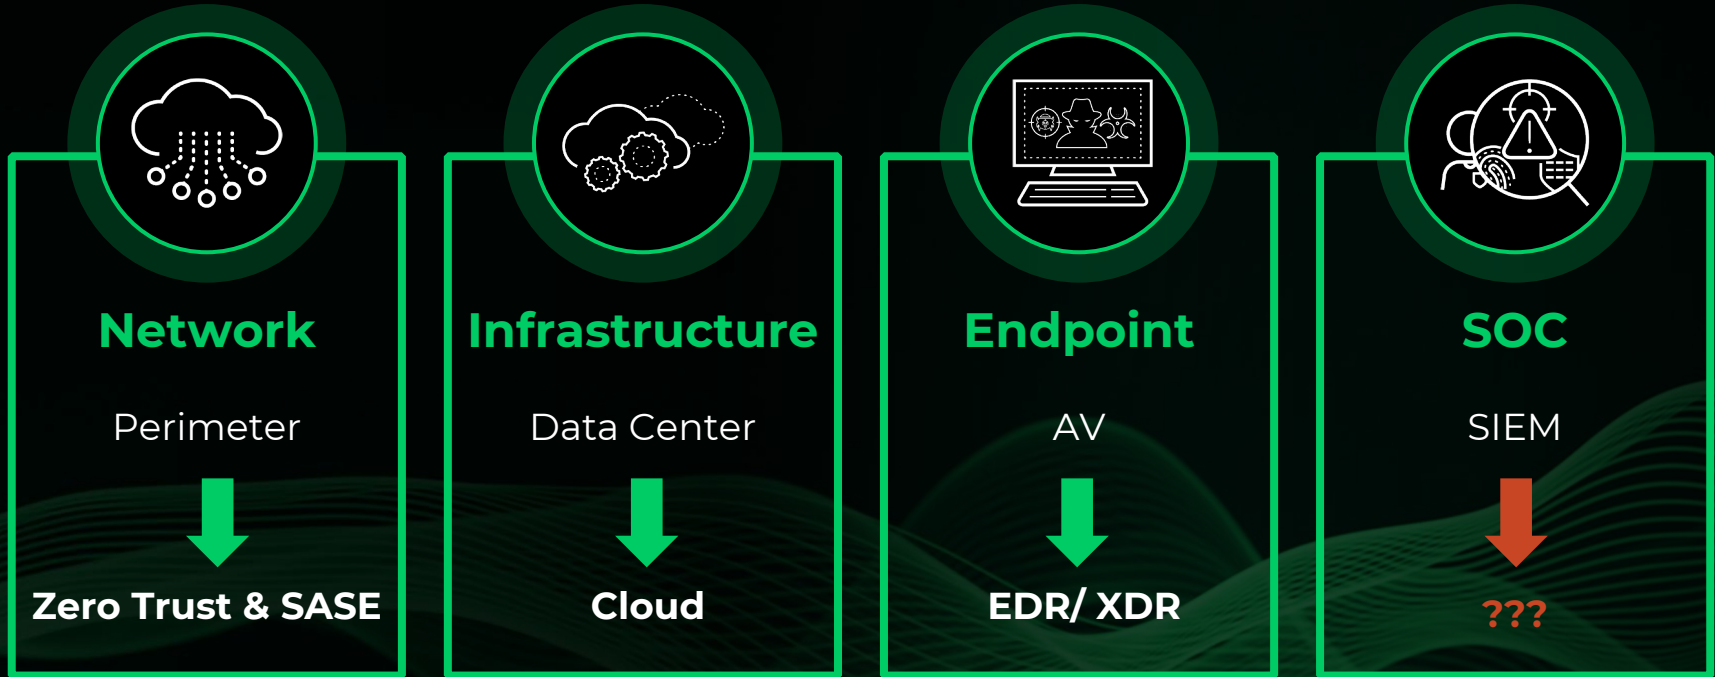 Network
Perimeter
Zero Trust & SASE
Infrastructure
Data Center
Cloud
Endpoint
AV
EDR/ XDR
SOC
SIEM
???